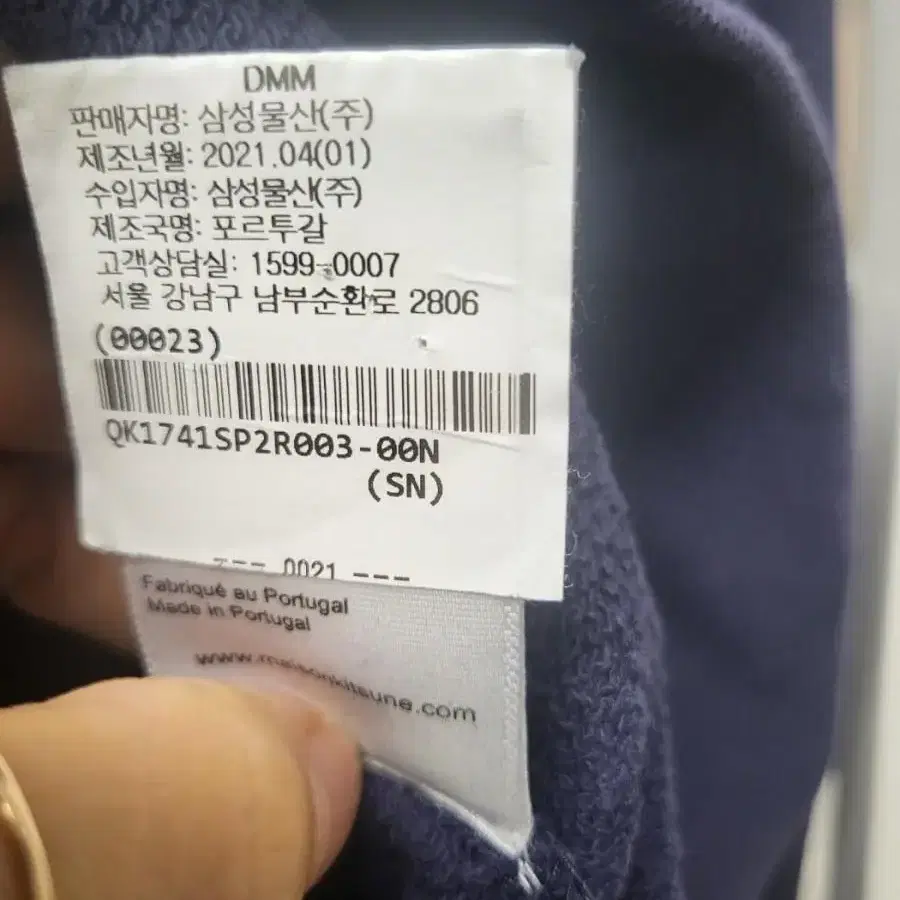 DMM
판매자명: 삼성물산(주)
제조년월: 2021.04(01)
수입자명: 삼성물산(주)
제조국명: 포르투갈
고객상담실: 1599-0007
서울 강남구 남부순환로 2806
(00023)
QK1741SP2R003-00N
(SN)
--- 0021 ---
Fabriqué au Portugal
Made in Portugal
www.maisonkitsune.com